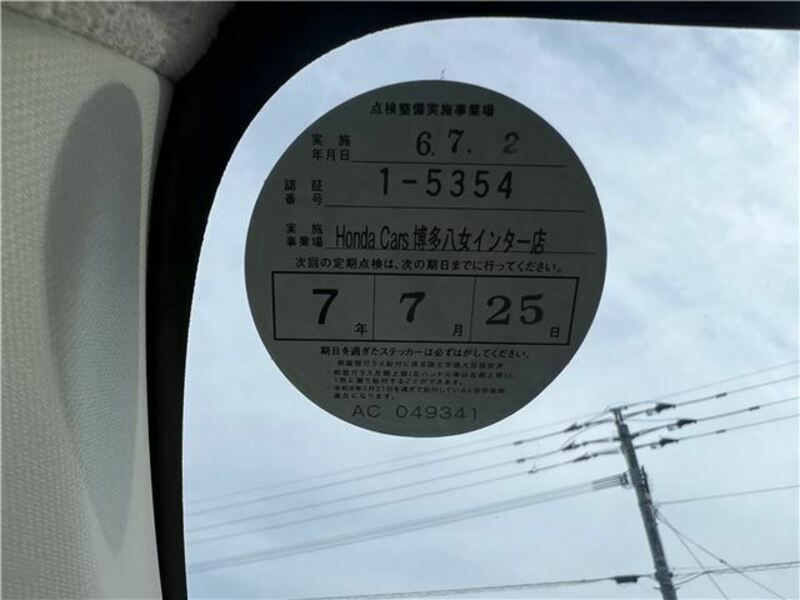 点検整備実施事業場
実施年月日 6.7.2
認証番号 1-5354
実施事業場 Honda Cars 博多八女インター店
次回の定期点検は、次の期日までに行ってください。
7年 7月 25日
期日を過ぎたステッカーは必ずはがしてください。
AC 049341